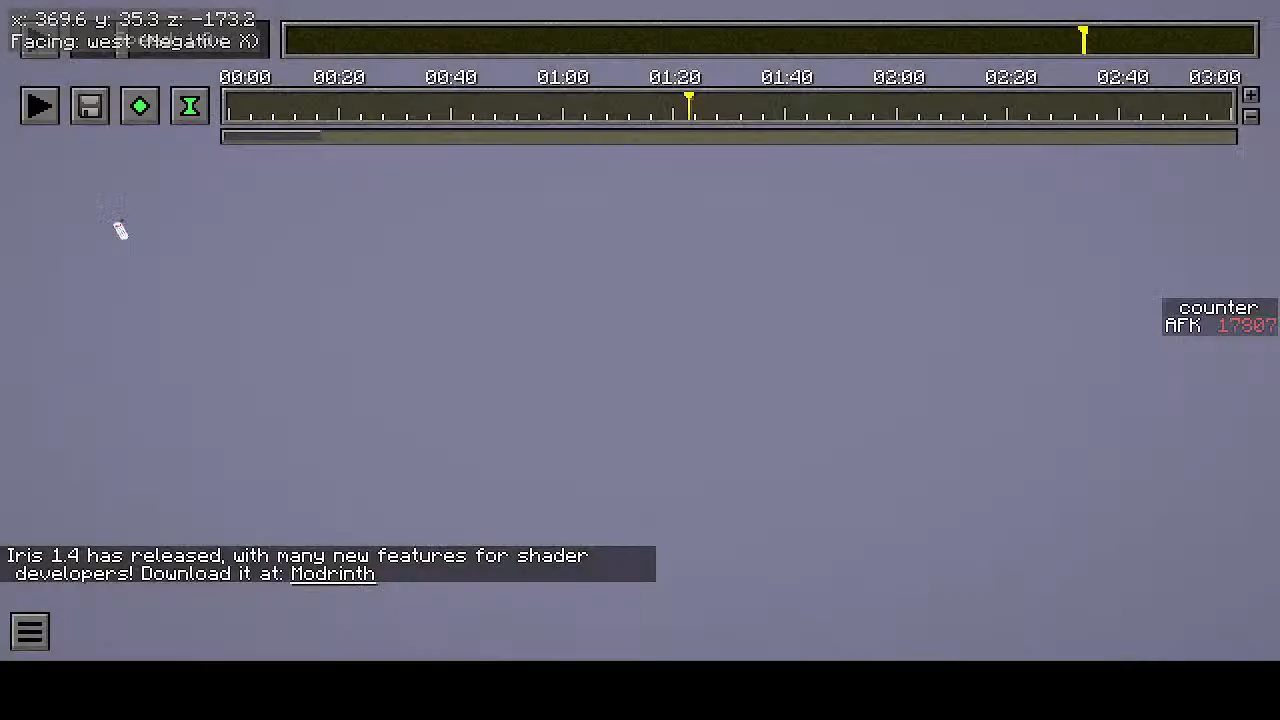 x: 369.6 y: 35.3 z: -173.2
Facing: west (Negative X)
00:00 00:20 00:40 01:00 01:20 01:40 02:00 02:20 02:40 03:00
counter
AFK 17807
Iris 1.4 has released, with many new features for shader
developers! Download it at: Modrinth